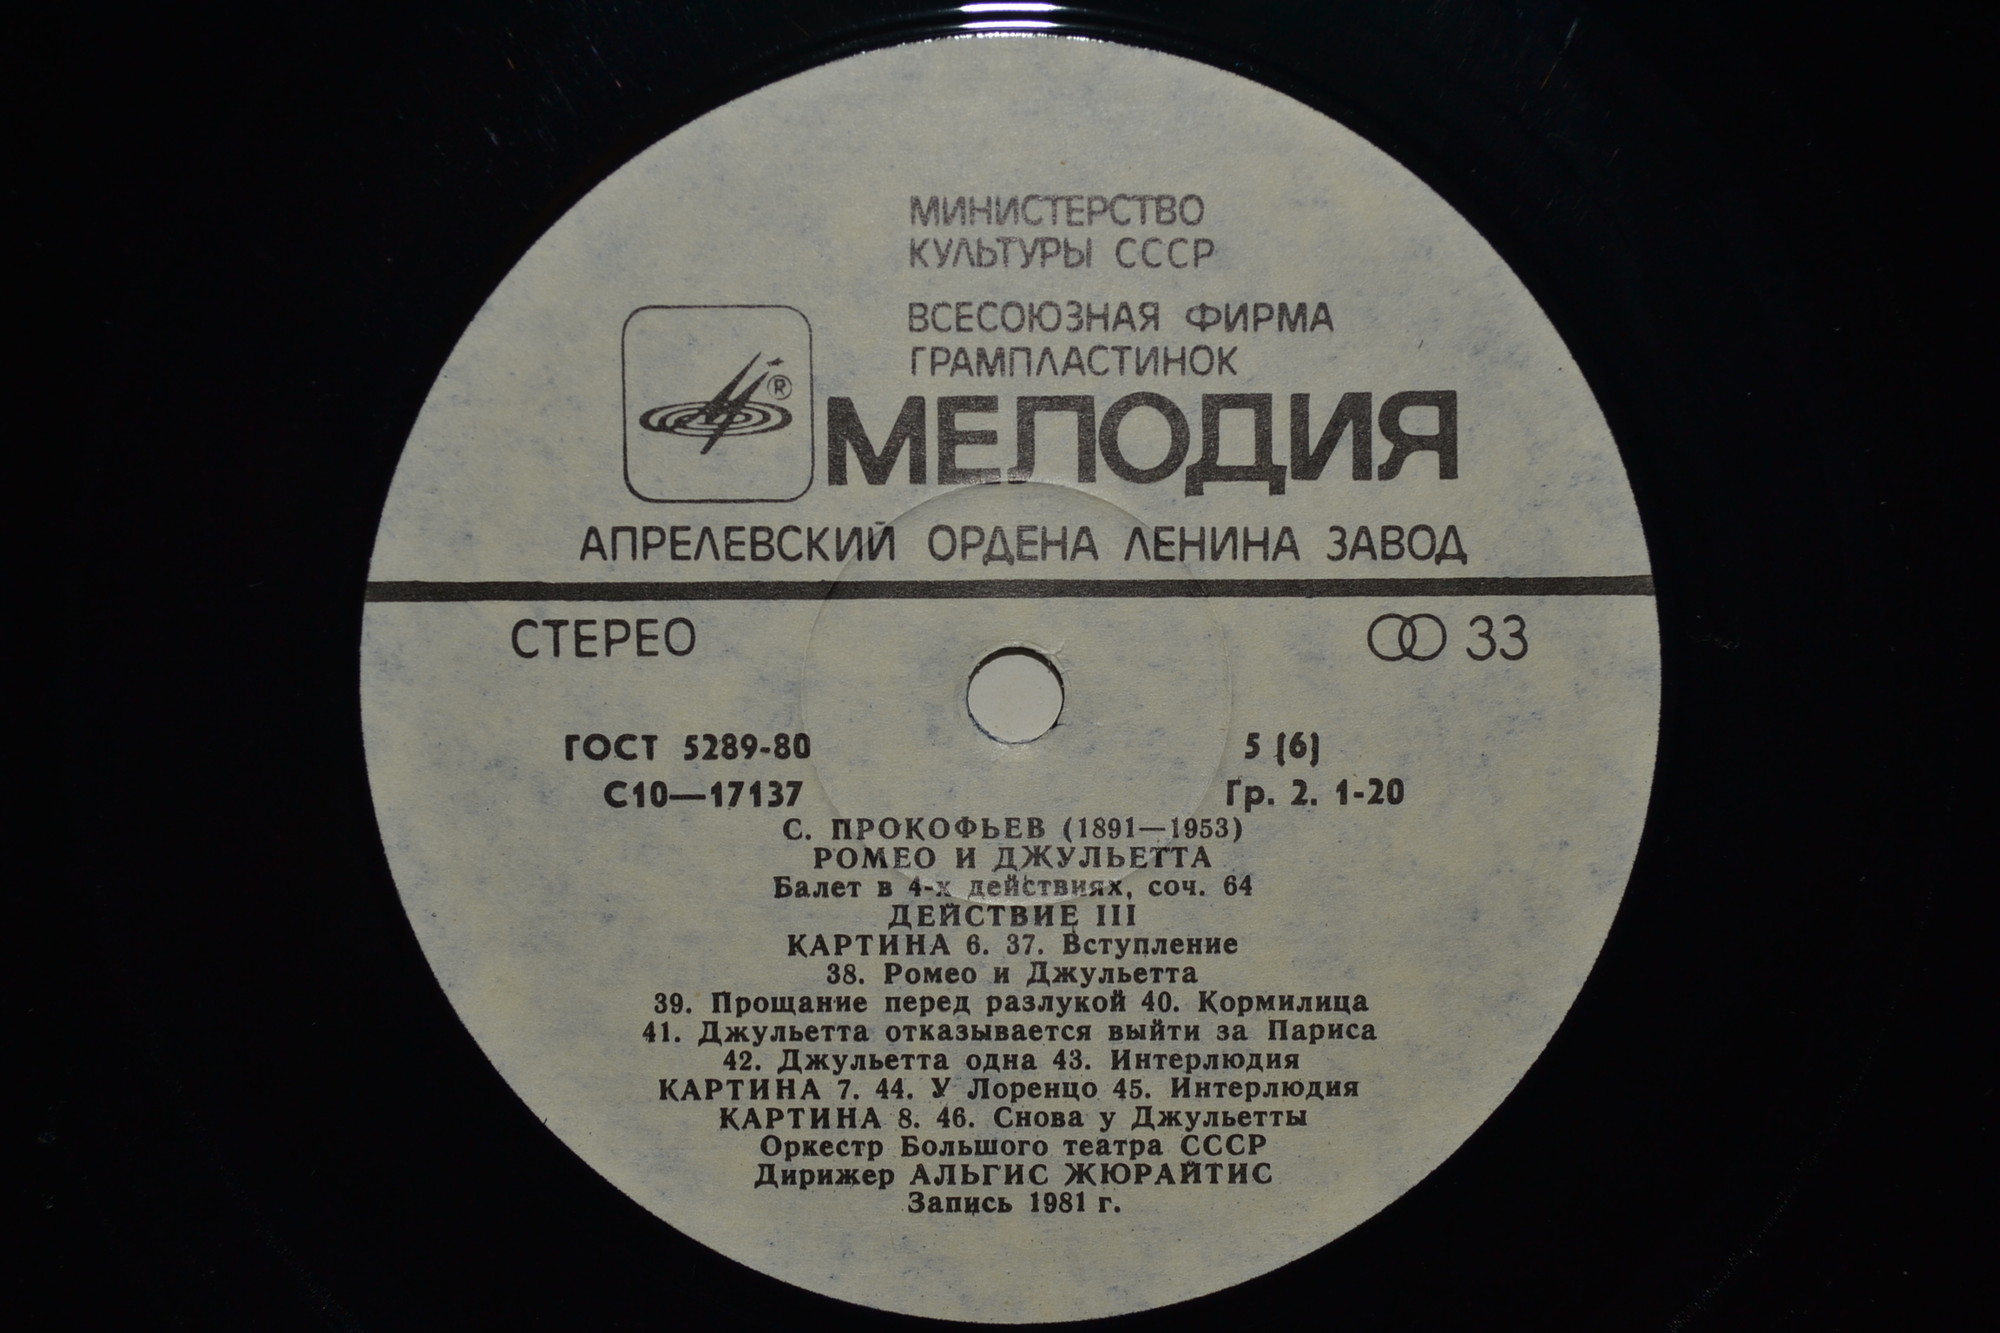 МИНИСТЕРСТВО
КУЛЬТУРЫ СССР
ВСЕСОЮЗНАЯ ФИРМА
ГРАМПЛАСТИНОК
®
МЕЛОДИЯ
АПРЕЛЕВСКИЙ ОРДЕНА ЛЕНИНА ЗАВОД
СТЕРЕО 33
ГОСТ 5289-80 5 (6)
С10—17137 Гр. 2. 1-20
С. ПРОКОФЬЕВ (1891—1953)
РОМЕО И ДЖУЛЬЕТТА
Балет в 4-х действиях, соч. 64
ДЕЙСТВИЕ III
КАРТИНА 6. 37. Вступление
38. Ромео и Джульетта
39. Прощание перед разлукой 40. Кормилица
41. Джульетта отказывается выйти за Париса
42. Джульетта одна 43. Интерлюдия
КАРТИНА 7. 44. У Лоренцо 45. Интерлюдия
КАРТИНА 8. 46. Снова у Джульетты
Оркестр Большого театра СССР
Дирижер АЛЬГИС ЖЮРАЙТИС
Запись 1981 г.